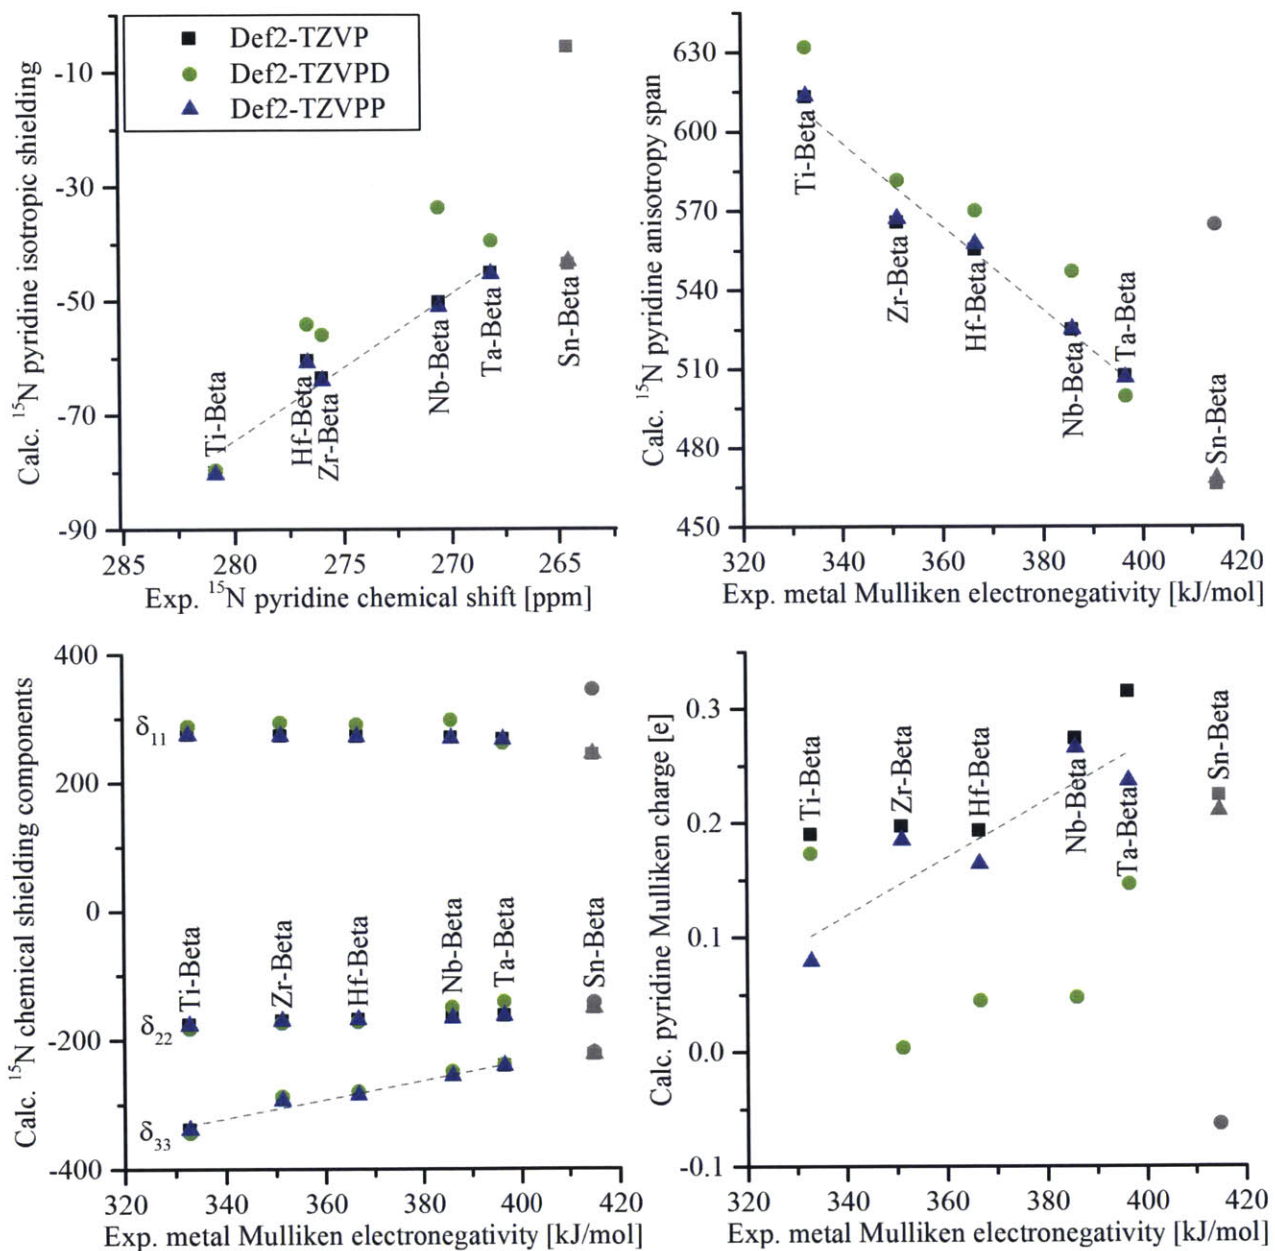 Def2-TZVP
Def2-TZVPD
Def2-TZVPP
Calc. ¹⁵N pyridine isotropic shielding
-10
-30
-50
-70
-90
Ti-Beta
Hf-Beta
Zr-Beta
Nb-Beta
Ta-Beta
Sn-Beta
285 280 275 270 265
Exp. ¹⁵N pyridine chemical shift [ppm]
Calc. ¹⁵N pyridine anisotropy span
630
600
570
540
510
480
450
Ti-Beta
Zr-Beta
Hf-Beta
Nb-Beta
Ta-Beta
Sn-Beta
320 340 360 380 400 420
Exp. metal Mulliken electronegativity [kJ/mol]
Calc. ¹⁵N chemical shielding components
400
200
0
-200
-400
δ₁₁
δ₂₂
δ₃₃
Ti-Beta
Zr-Beta
Hf-Beta
Nb-Beta
Ta-Beta
Sn-Beta
320 340 360 380 400 420
Exp. metal Mulliken electronegativity [kJ/mol]
Calc. pyridine Mulliken charge [e]
0.3
0.2
0.1
0.0
-0.1
Ti-Beta
Zr-Beta
Hf-Beta
Nb-Beta
Ta-Beta
Sn-Beta
320 340 360 380 400 420
Exp. metal Mulliken electronegativity [kJ/mol]